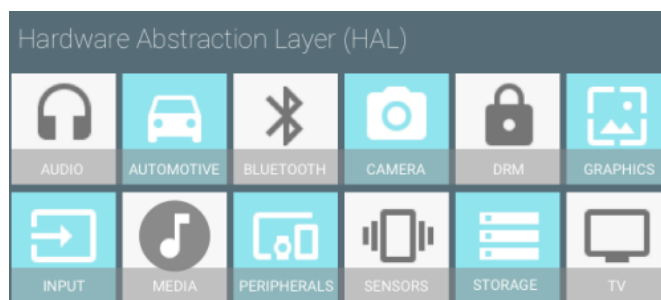 Hardware Abstraction Layer (HAL)
AUDIO AUTOMOTIVE BLUETOOTH CAMERA DRM GRAPHICS
INPUT MEDIA PERIPHERALS SENSORS STORAGE TV